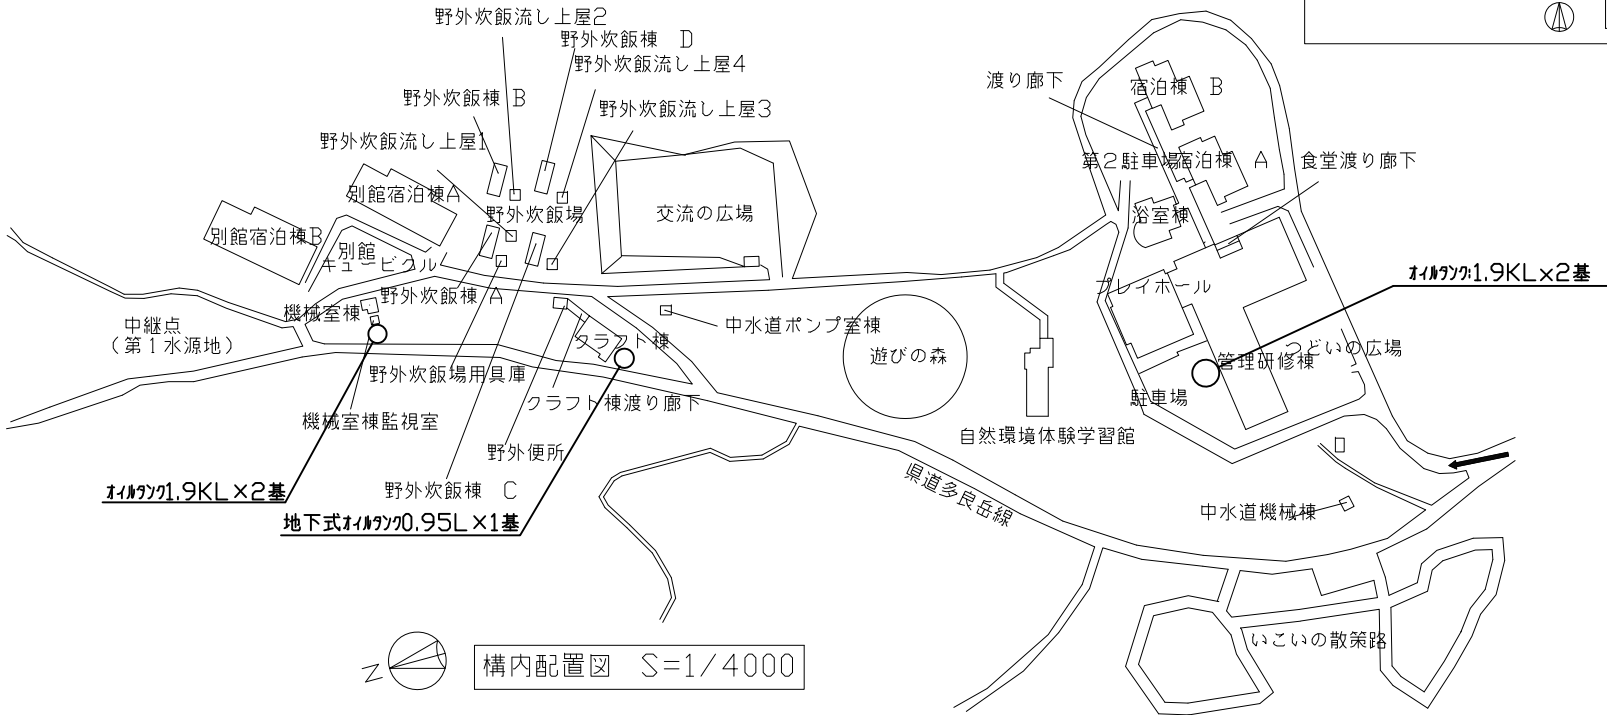 野外炊飯流し上屋2
野外炊飯棟 D
野外炊飯流し上屋4
野外炊飯棟 B
野外炊飯流し上屋3
野外炊飯流し上屋1
渡り廊下
宿泊棟 B
第2駐車場
宿泊棟 A
食堂渡り廊下
別館宿泊棟A
野外炊飯場
交流の広場
浴室棟
別館宿泊棟B
別館
キュービクル
オイルタンク:1.9KL×2基
プレイホール
野外炊飯棟 A
機械室棟
中継点
(第1水源地)
中水道ポンプ室棟
クラフト棟
遊びの森
つどいの広場
管理研修棟
野外炊飯場用具庫
駐車場
クラフト棟渡り廊下
機械室棟監視室
自然環境体験学習館
野外便所
オイルタンク1.9KL×2基
野外炊飯棟 C
県道多良岳線
地下式オイルタンク0.95L×1基
中水道機械棟
いこいの散策路
N
構内配置図 S=1/4000